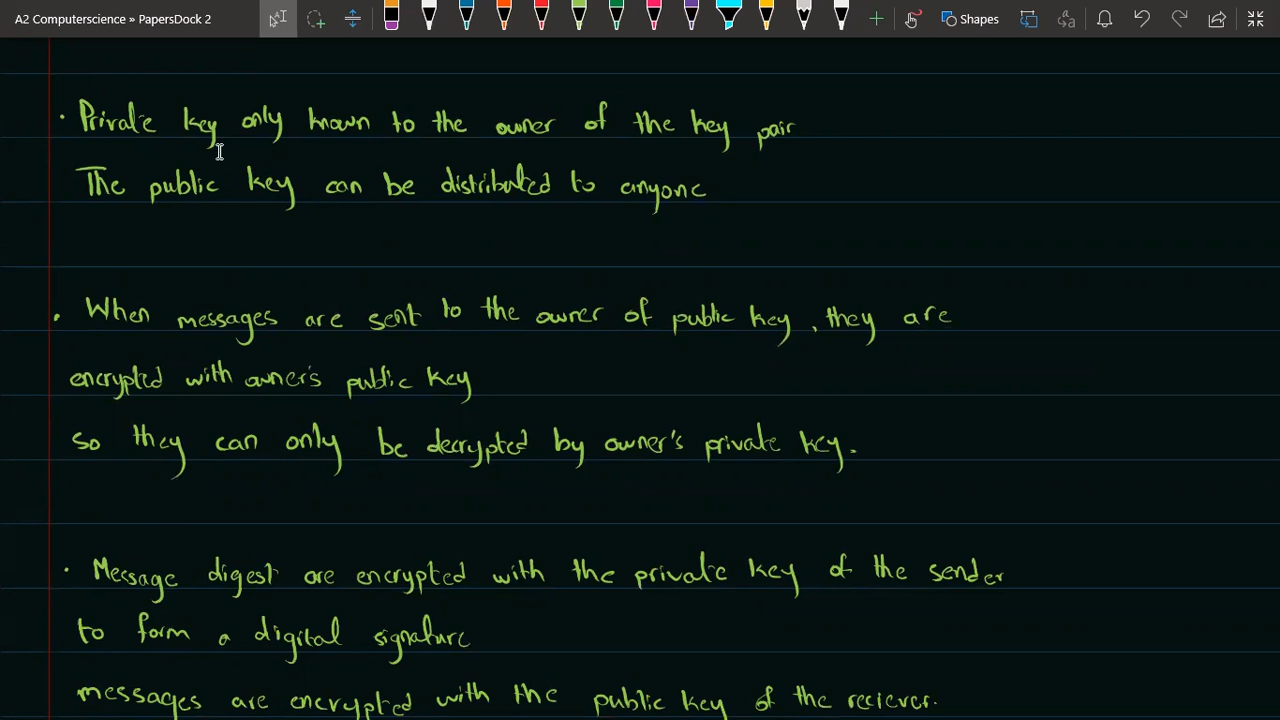 A2 Computerscience » PapersDock 2
Shapes
• Private key only known to the owner of the key pair
The public key can be distributed to anyone
• When messages are sent to the owner of public key, they are
encrypted with owner's public key
so they can only be decrypted by owner's private key.
• Message digest are encrypted with the private key of the sender
to form a digital signature
messages are encrypted with the public key of the reciever.